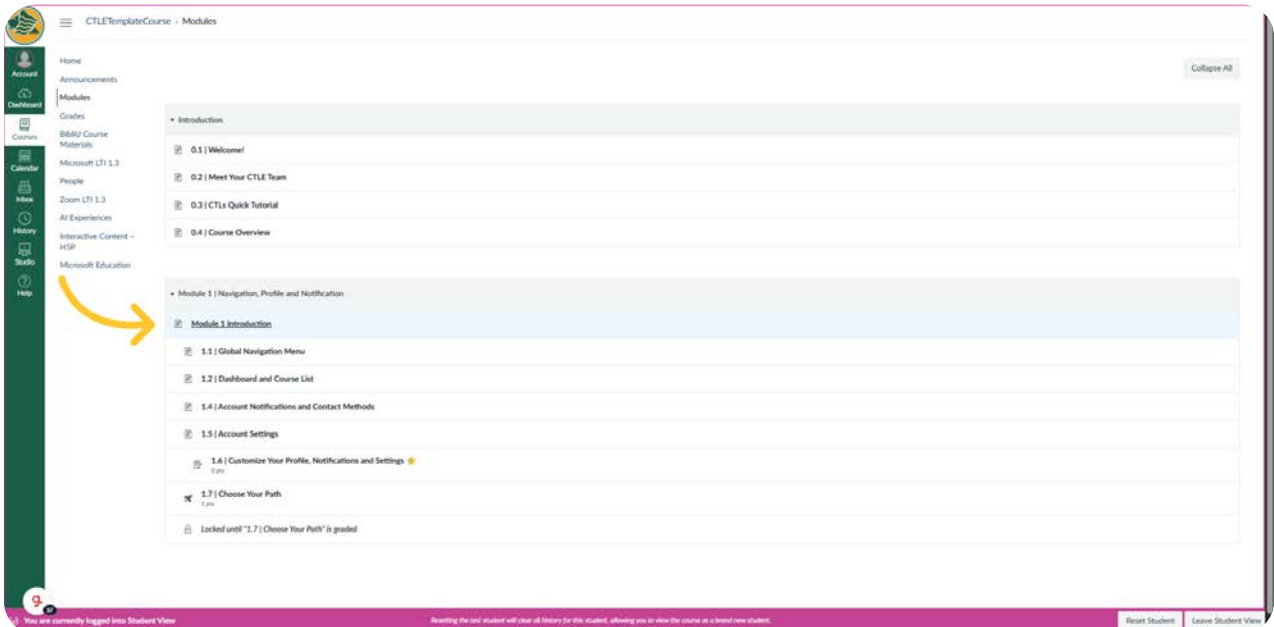 CTLETemplateCourse › Modules
Account
Dashboard
Courses
Calendar
Inbox
History
Studio
Help
Home
Announcements
Modules
Grades
BibliU Course
Materials
Microsoft LTI 1.3
People
Zoom LTI 1.3
AI Experiences
Interactive Content –
H5P
Microsoft Education
Collapse All
Introduction
0.1 | Welcome!
0.2 | Meet Your CTLE Team
0.3 | CTLs Quick Tutorial
0.4 | Course Overview
Module 1 | Navigation, Profile and Notification
Module 1 Introduction
1.1 | Global Navigation Menu
1.2 | Dashboard and Course List
1.4 | Account Notifications and Contact Methods
1.5 | Account Settings
1.6 | Customize Your Profile, Notifications and Settings
0 pts
1.7 | Choose Your Path
1 pts
Locked until "1.7 | Choose Your Path" is graded
g.
You are currently logged into Student View
Resetting the test student will clear all history for this student, allowing you to view the course as a brand new student.
Reset Student
Leave Student View